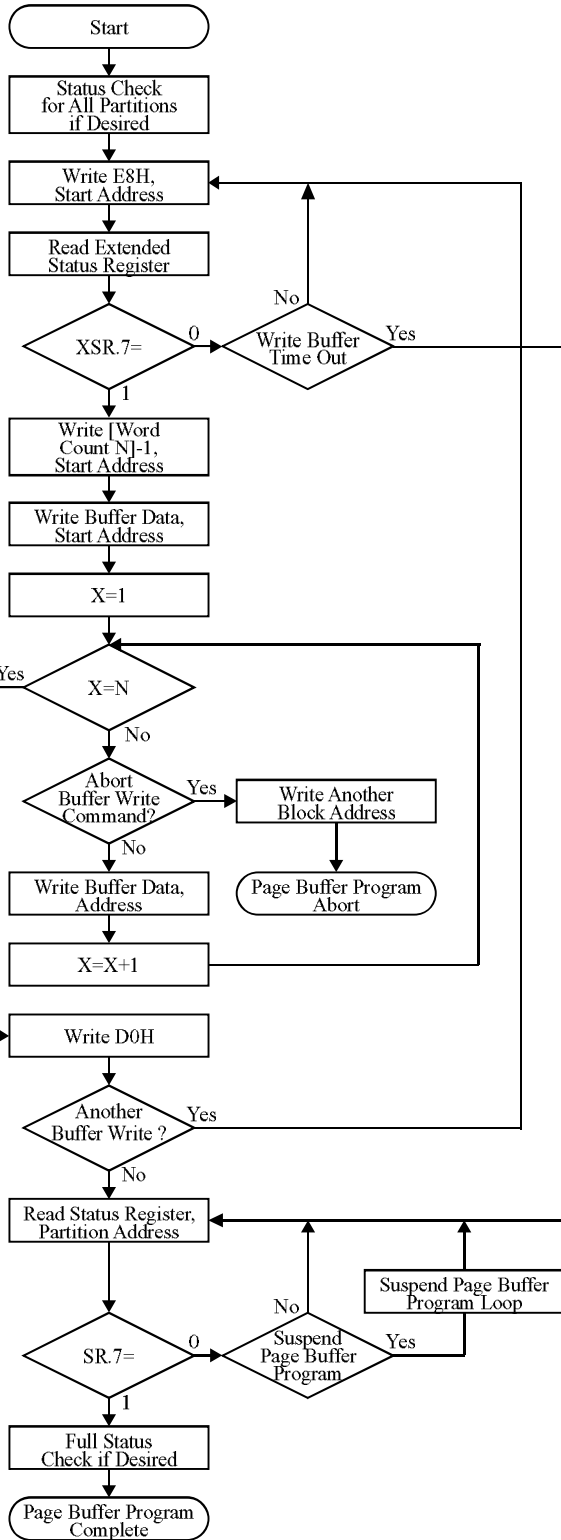 Start
Status Check
for All Partitions
if Desired
Write E8H,
Start Address
Read Extended
Status Register
No
XSR.7=
0
Write Buffer
Time Out
Yes
1
Write [Word
Count N]-1,
Start Address
Write Buffer Data,
Start Address
X=1
Yes
X=N
No
Abort
Buffer Write
Command?
Yes
Write Another
Block Address
No
Write Buffer Data,
Address
Page Buffer Program
Abort
X=X+1
Write D0H
Another
Buffer Write ?
Yes
No
Read Status Register,
Partition Address
Suspend Page Buffer
Program Loop
No
SR.7=
0
Suspend
Page Buffer
Program
Yes
1
Full Status
Check if Desired
Page Buffer Program
Complete